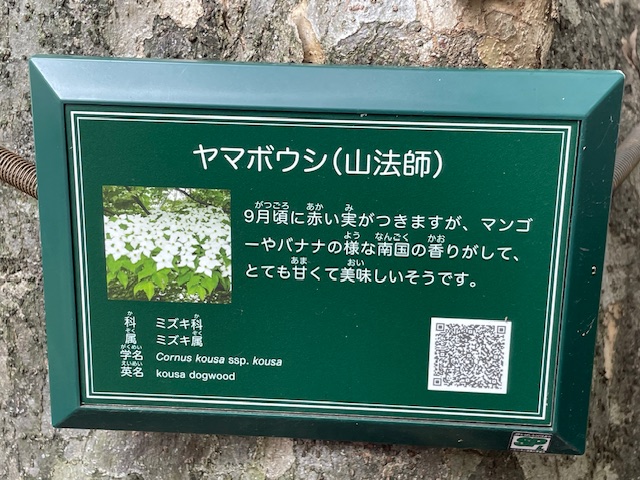 ヤマボウシ(山法師)
9月頃に赤い実がつきますが、マンゴ
ーやバナナの様な南国の香りがして、
とても甘くて美味しいそうです。
科 ミズキ科
属 ミズキ属
学名 Cornus kousa ssp. kousa
英名 kousa dogwood